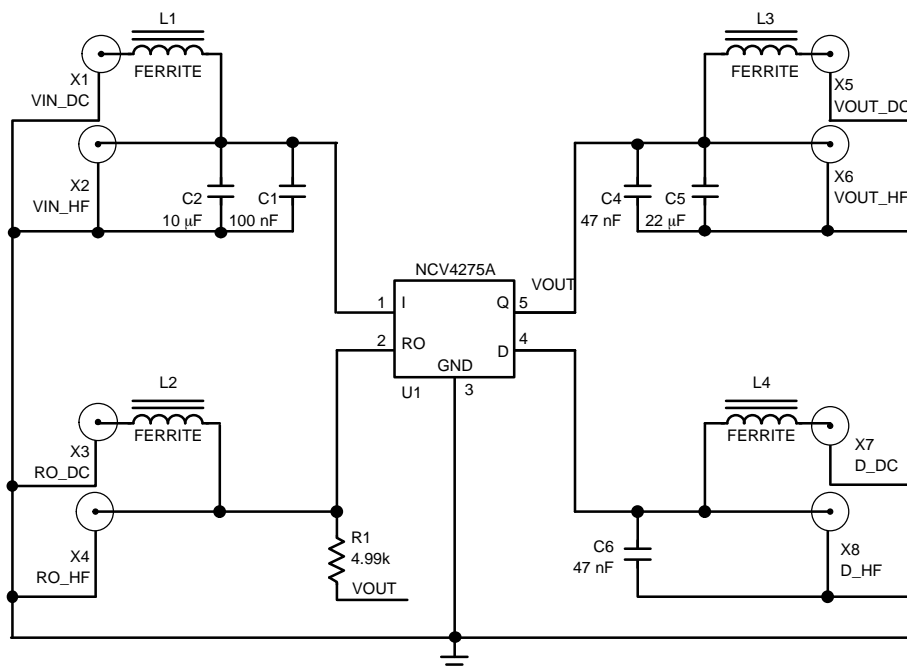 L1
FERRITE
X1
VIN_DC
X2
VIN_HF
C2
10 μF
C1
100 nF
L3
FERRITE
X5
VOUT_DC
X6
VOUT_HF
C4
47 nF
C5
22 μF
NCV4275A
VOUT
1
I
Q
5
2
RO
D
4
GND
U1
3
L2
FERRITE
X3
RO_DC
X4
RO_HF
R1
4.99k
VOUT
L4
FERRITE
X7
D_DC
X8
D_HF
C6
47 nF